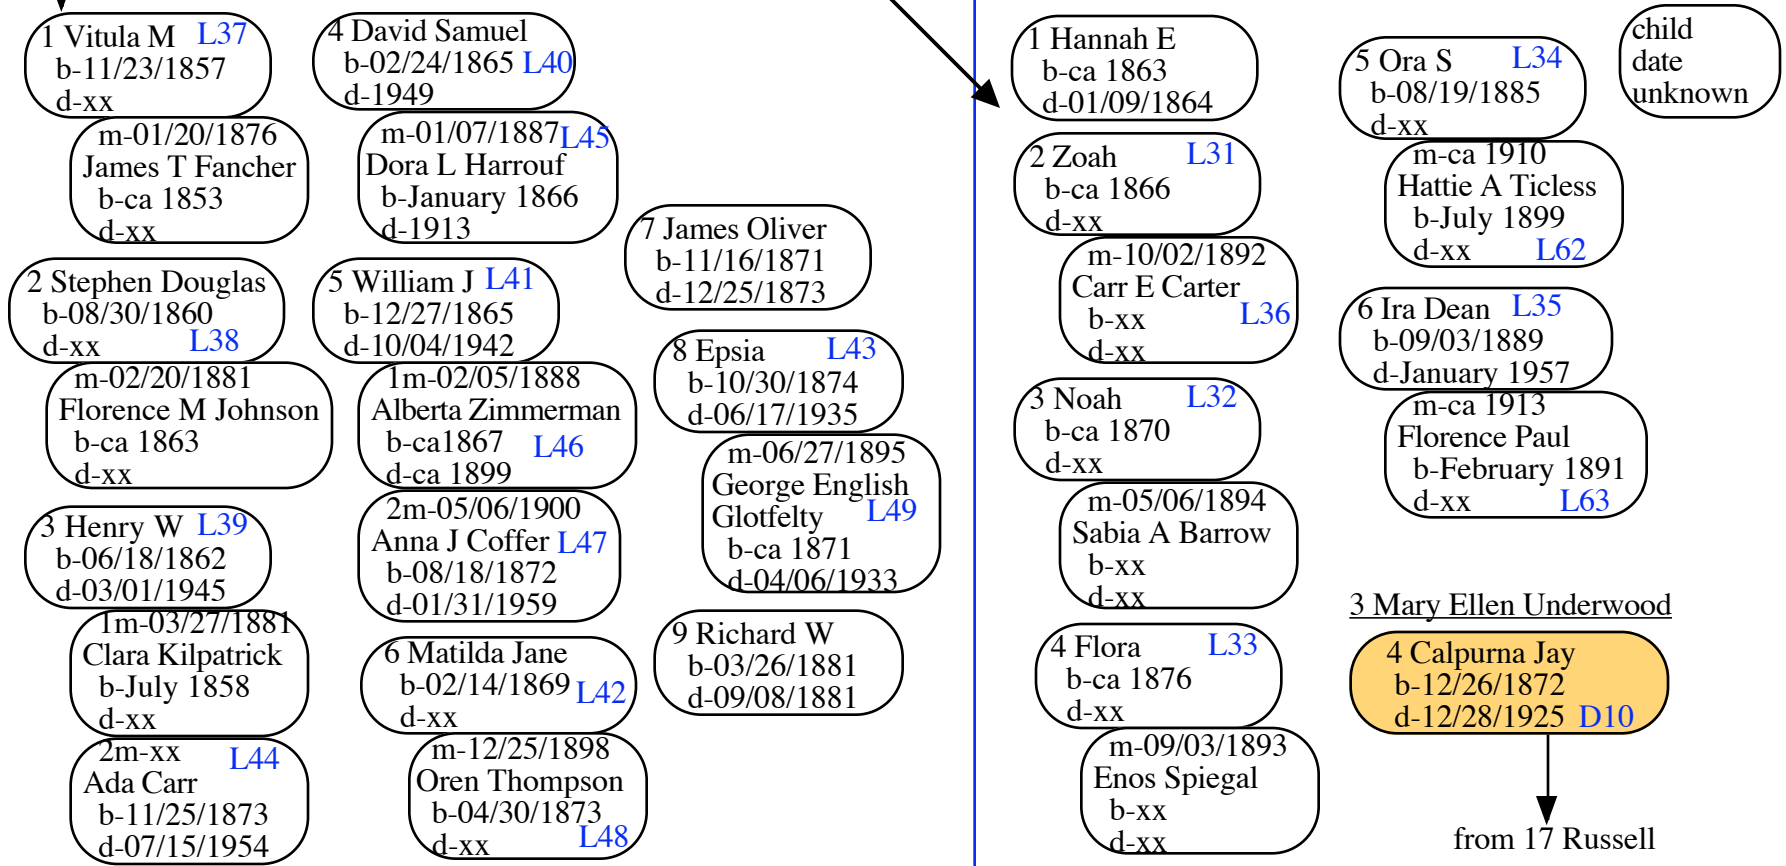 1 Vitula M L37
b-11/23/1857
d-xx
m-01/20/1876
James T Fancher
b-ca 1853
d-xx
2 Stephen Douglas
b-08/30/1860
d-xx L38
m-02/20/1881
Florence M Johnson
b-ca 1863
d-xx
3 Henry W L39
b-06/18/1862
d-03/01/1945
1m-03/27/1881
Clara Kilpatrick
b-July 1858
d-xx
2m-xx L44
Ada Carr
b-11/25/1873
d-07/15/1954
4 David Samuel
b-02/24/1865 L40
d-1949
m-01/07/1887 L45
Dora L Harrouf
b-January 1866
d-1913
5 William J L41
b-12/27/1865
d-10/04/1942
1m-02/05/1888
Alberta Zimmerman
b-ca1867 L46
d-ca 1899
2m-05/06/1900
Anna J Coffer L47
b-08/18/1872
d-01/31/1959
6 Matilda Jane
b-02/14/1869 L42
d-xx
m-12/25/1898
Oren Thompson
b-04/30/1873
d-xx L48
7 James Oliver
b-11/16/1871
d-12/25/1873
8 Epsia L43
b-10/30/1874
d-06/17/1935
m-06/27/1895
George English
Glotfelty L49
b-ca 1871
d-04/06/1933
9 Richard W
b-03/26/1881
d-09/08/1881
1 Hannah E
b-ca 1863
d-01/09/1864
2 Zoah L31
b-ca 1866
d-xx
m-10/02/1892
Carr E Carter
b-xx L36
d-xx
3 Noah L32
b-ca 1870
d-xx
m-05/06/1894
Sabia A Barrow
b-xx
d-xx
4 Flora L33
b-ca 1876
d-xx
m-09/03/1893
Enos Spiegal
b-xx
d-xx
5 Ora S L34
b-08/19/1885
d-xx
m-ca 1910
Hattie A Ticless
b-July 1899
d-xx L62
6 Ira Dean L35
b-09/03/1889
d-January 1957
m-ca 1913
Florence Paul
b-February 1891
d-xx L63
child
date
unknown
3 Mary Ellen Underwood
4 Calpurna Jay
b-12/26/1872
d-12/28/1925 D10
from 17 Russell